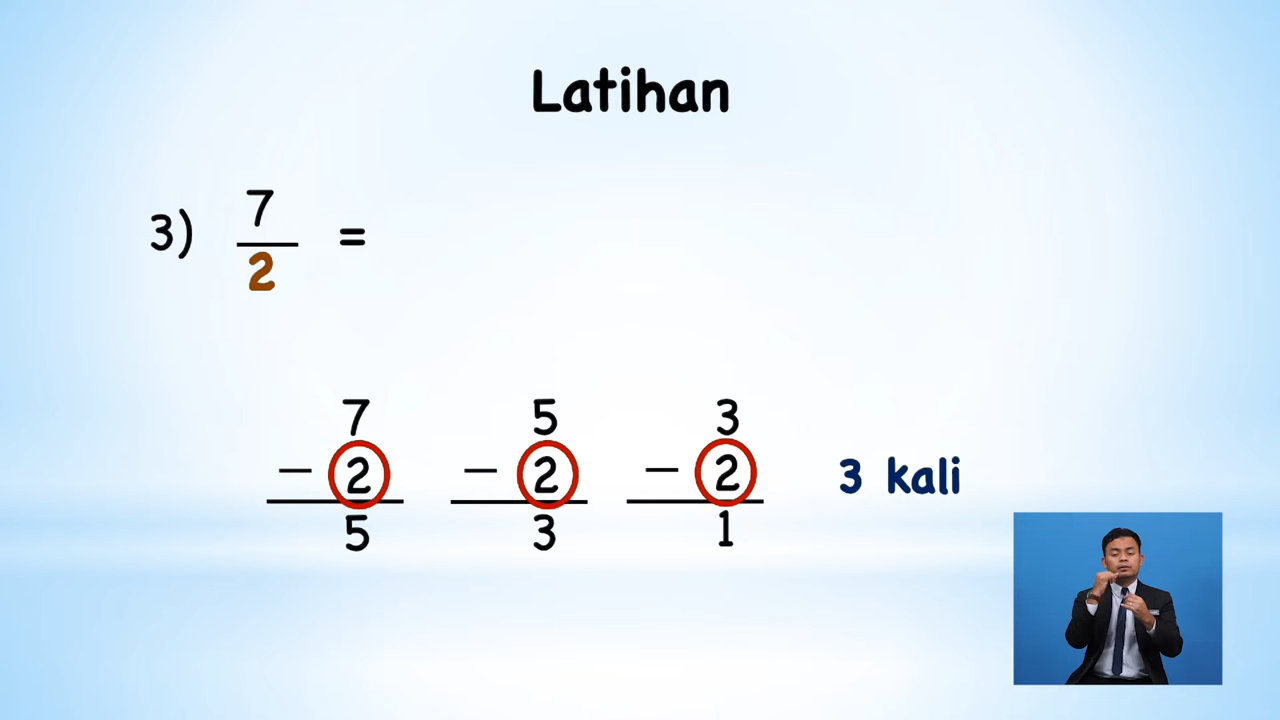 Latihan
3) 7/2 =
7 5 3
− 2 − 2 − 2 3 kali
5 3 1